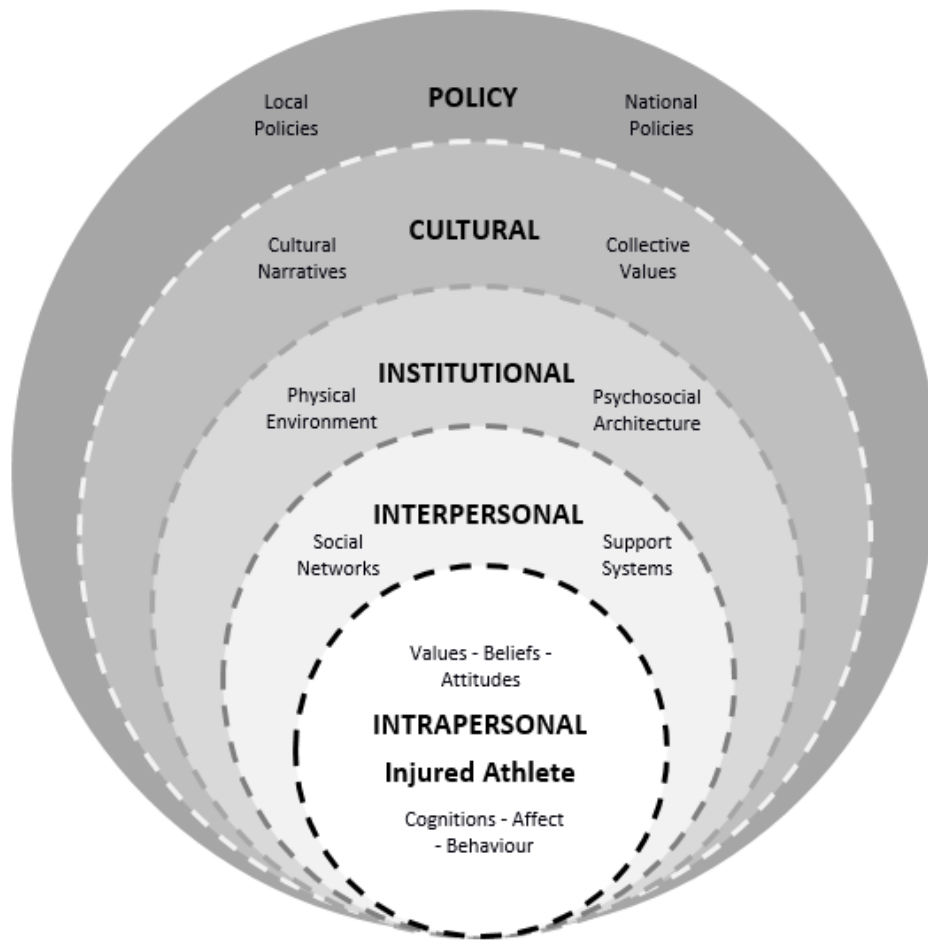 POLICY
Local
Policies
National
Policies
CULTURAL
Cultural
Narratives
Collective
Values
INSTITUTIONAL
Physical
Environment
Psychosocial
Architecture
INTERPERSONAL
Social
Networks
Support
Systems
Values - Beliefs -
Attitudes
INTRAPERSONAL
Injured Athlete
Cognitions - Affect
- Behaviour